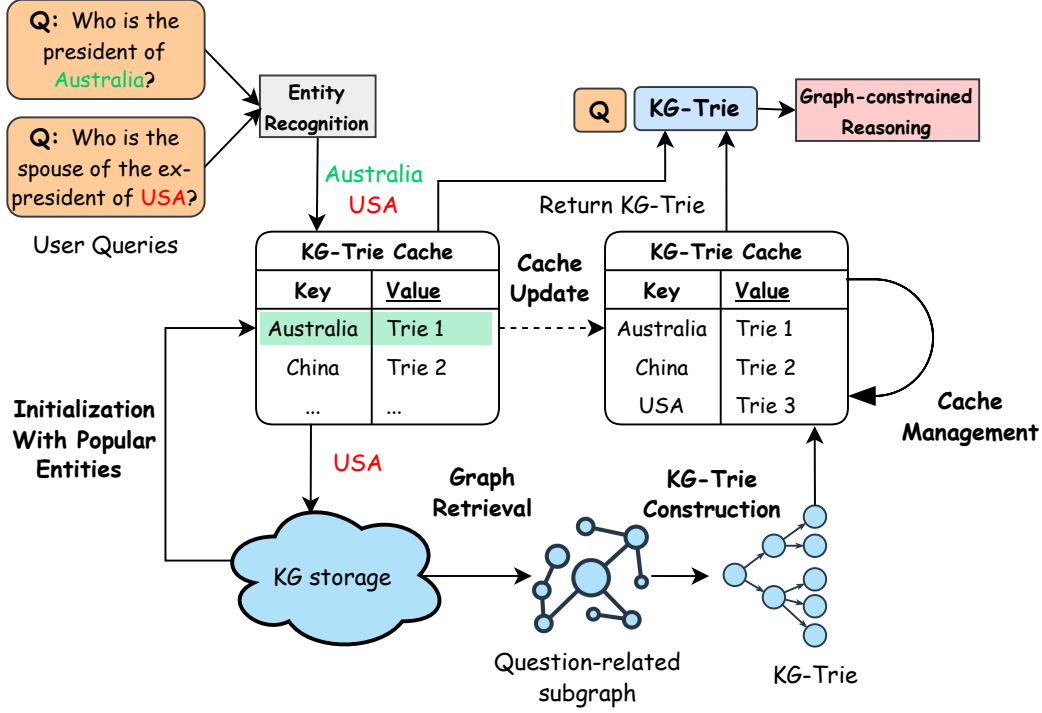 Q: Who is the
president of
Australia?
Q: Who is the
spouse of the ex-
president of USA?
User Queries
Entity
Recognition
Australia
USA
Q
KG-Trie
Graph-constrained
Reasoning
Return KG-Trie
KG-Trie Cache
Key Value
Australia Trie 1
China Trie 2
... ...
Cache
Update
KG-Trie Cache
Key Value
Australia Trie 1
China Trie 2
USA Trie 3
Cache
Management
Initialization
With Popular
Entities
USA
KG storage
Graph
Retrieval
Question-related
subgraph
KG-Trie
Construction
KG-Trie